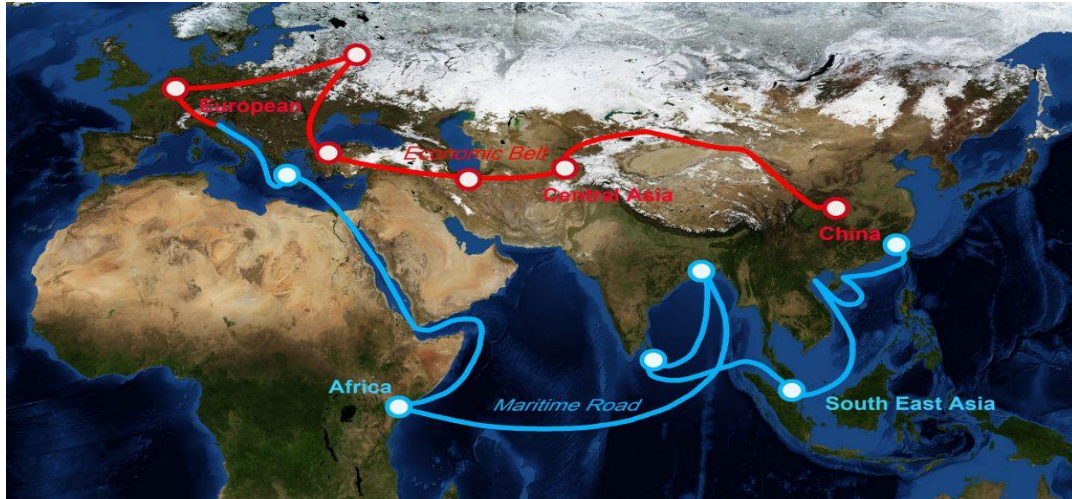 European
Economic Belt
Central Asia
China
Africa
Maritime Road
South East Asia